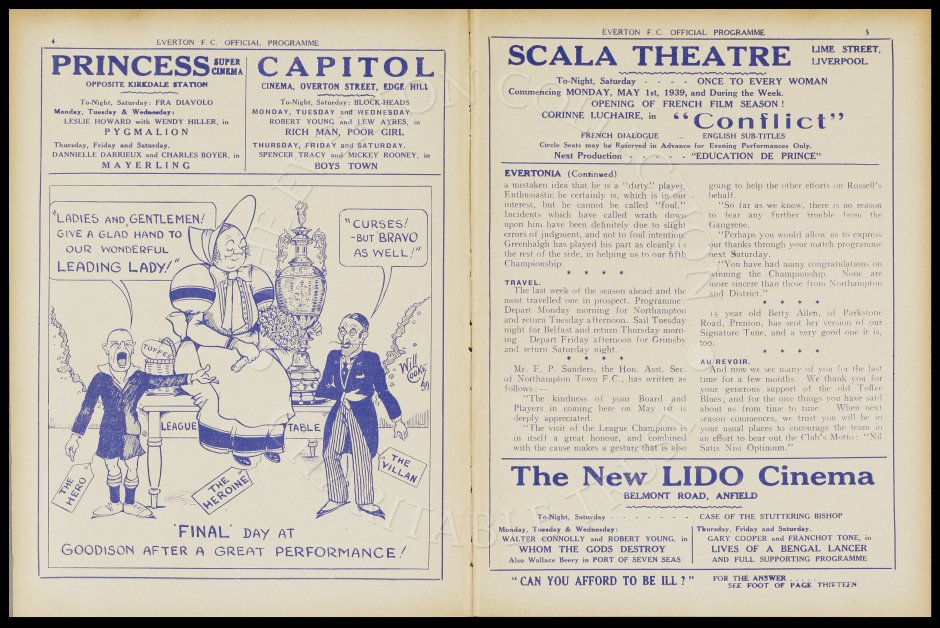 4 EVERTON F. C. OFFICIAL PROGRAMME
PRINCESS SUPER CINEMA
OPPOSITE KIRKDALE STATION
To-Night, Saturday: FRA DIAVOLO
Monday, Tuesday & Wednesday:
LESLIE HOWARD with WENDY HILLER, in
PYGMALION
Thursday, Friday and Saturday.
DANNIELLE DARRIEUX and CHARLES BOYER, in
MAYERLING
CAPITOL
CINEMA, OVERTON STREET, EDGE HILL
To-Night, Saturday: BLOCK-HEADS
MONDAY, TUESDAY and WEDNESDAY.
ROBERT YOUNG and LEW AYRES, in
RICH MAN, POOR GIRL
THURSDAY, FRIDAY and SATURDAY.
SPENCER TRACY and MICKEY ROONEY, in
BOYS TOWN
"LADIES AND GENTLEMEN!
GIVE A GLAD HAND TO
OUR WONDERFUL
LEADING LADY!"
"CURSES!
-BUT BRAVO
AS WELL!"
TOFFEE
Will
COOKE
39
LEAGUE TABLE
THE HERO
THE HEROINE
THE VILLAN
'FINAL' DAY AT
GOODISON AFTER A GREAT PERFORMANCE!
EVERTON F. C. OFFICIAL PROGRAMME 5
SCALA THEATRE LIME STREET, LIVERPOOL
To-Night, Saturday - - - - ONCE TO EVERY WOMAN
Commencing MONDAY, MAY 1st, 1939, and During the Week.
OPENING OF FRENCH FILM SEASON!
CORINNE LUCHAIRE, in "Conflict"
FRENCH DIALOGUE ... ENGLISH SUB-TITLES
Circle Seats may be Reserved in Advance for Evening Performances Only.
Next Production - - - - - "EDUCATION DE PRINCE"
EVERTONIA (Continued)
a mistaken idea that he is a "dirty" player.
Enthusiastic he certainly is, which is in our
interest, but he cannot be called "foul."
Incidents which have called wrath down
upon him have been definitely due to slight
errors of judgment, and not to foul intention.
Greenhalgh has played his part as cleanly as
the rest of the side, in helping us to our fifth
Championship.
* * * *
TRAVEL.
The last week of the season ahead and the
most travelled one in prospect. Programme:
Depart Monday morning for Northampton
and return Tuesday afternoon. Sail Tuesday
night for Belfast and return Thursday morn
ing. Depart Friday afternoon for Grimsby
and return Saturday night.
* * * *
Mr. F. P. Sanders, the Hon. Asst. Sec.
of Northampton Town F.C., has written as
follows:—
"The kindness of your Board and
Players in coming here on May 1st is
deeply appreciated.
"The visit of the League Champions is
in itself a great honour, and combined
with the cause makes a gesture that is also
going to help the other efforts on Russell's
behalf.
"So far as we know, there is no reason
to fear any further trouble from the
Gangrene.
"Perhaps you would allow us to express
our thanks through your match programme
next Saturday.
"You have had many congratulations on
winning the Championship. None are
more sincere than those from Northampton
and District."
* * * *
15 year old Betty Allen, of Parkstone
Road, Prenton, has sent her version of our
Signature Tune, and a very good one it is,
too.
* * * *
AU REVOIR.
And now we see many of you for the last
time for a few months. We thank you for
your generous support of the old Toffee
Blues; and for the nice things you have said
about us from time to time. When next
season commences, we trust you will be in
your usual places to encourage the team in
an effort to bear out the Club's Motto: "Nil
Satis Nisi Optimum."
The New LIDO Cinema
BELMONT ROAD, ANFIELD
To-Night, Saturday - - - - - - - CASE OF THE STUTTERING BISHOP
Monday, Tuesday & Wednesday:
WALTER CONNOLLY and ROBERT YOUNG, in
WHOM THE GODS DESTROY
Also Wallace Beery in PORT OF SEVEN SEAS
Thursday, Friday and Saturday.
GARY COOPER and FRANCHOT TONE, in
LIVES OF A BENGAL LANCER
AND FULL SUPPORTING PROGRAMME
"CAN YOU AFFORD TO BE ILL?" FOR THE ANSWER .....
SEE FOOT OF PAGE THIRTEEN